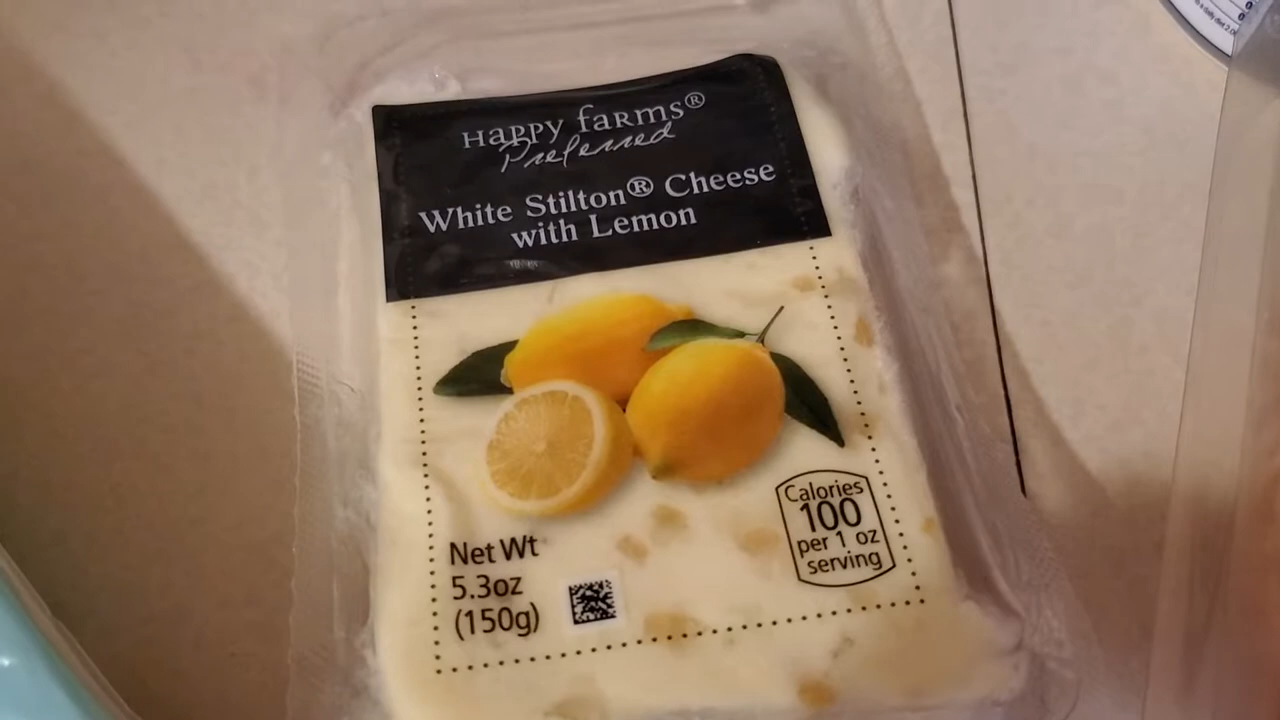 Happy Farms®
Preferred
White Stilton® Cheese
with Lemon
Calories
100
per 1 oz
serving
Net Wt
5.3oz
(150g)